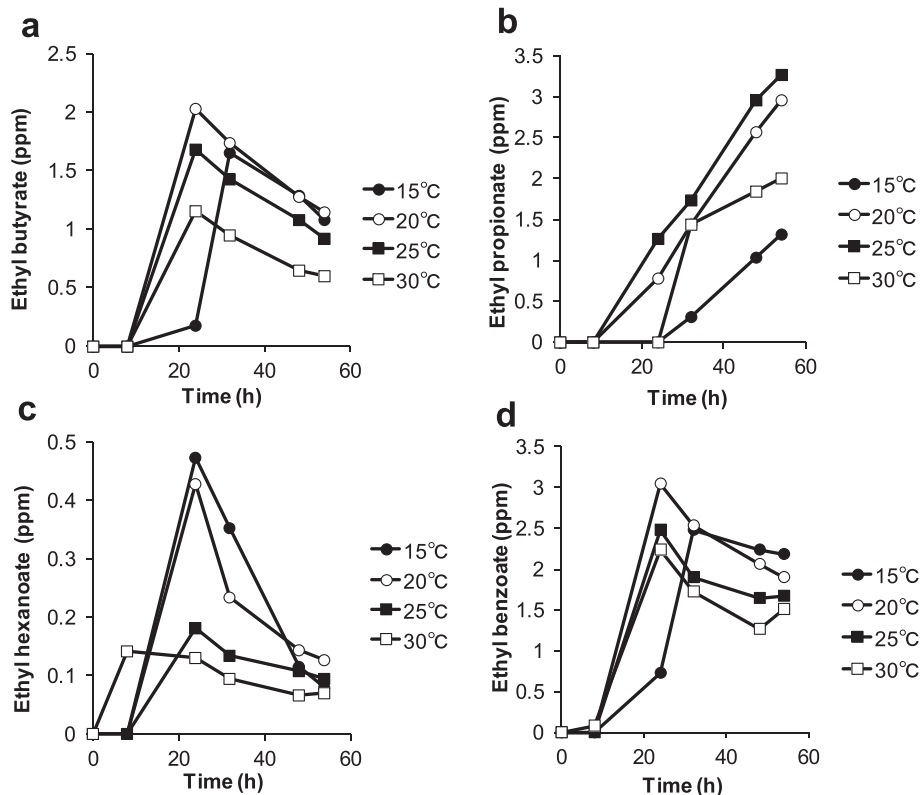 a
Ethyl butyrate (ppm)
2.5
2
1.5
1
0.5
0
0 20 40 60
Time (h)
15°C
20°C
25°C
30°C
b
Ethyl propionate (ppm)
3.5
3
2.5
2
1.5
1
0.5
0
0 20 40 60
Time (h)
15°C
20°C
25°C
30°C
c
Ethyl hexanoate (ppm)
0.5
0.4
0.3
0.2
0.1
0
0 20 40 60
Time (h)
15°C
20°C
25°C
30°C
d
Ethyl benzoate (ppm)
3.5
3
2.5
2
1.5
1
0.5
0
0 20 40 60
Time (h)
15°C
20°C
25°C
30°C